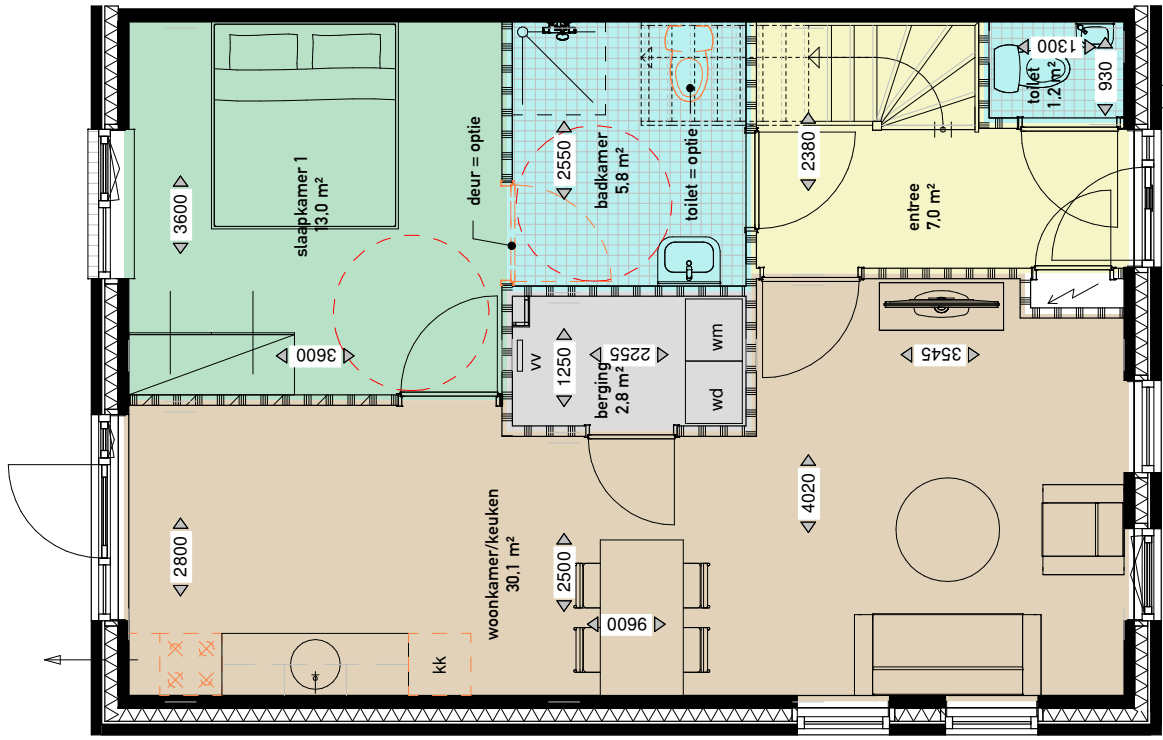 slaapkamer 1
13,0 m²
3600
3600
deur = optie
badkamer
5,8 m²
2550
toilet = optie
2380
entree
7,0 m²
toilet
1.2 m²
1300
930
vv
1250
2255
berging
2,8 m²
wm
wd
3545
4020
woonkamer/keuken
30,1 m²
2800
2500
9600
kk